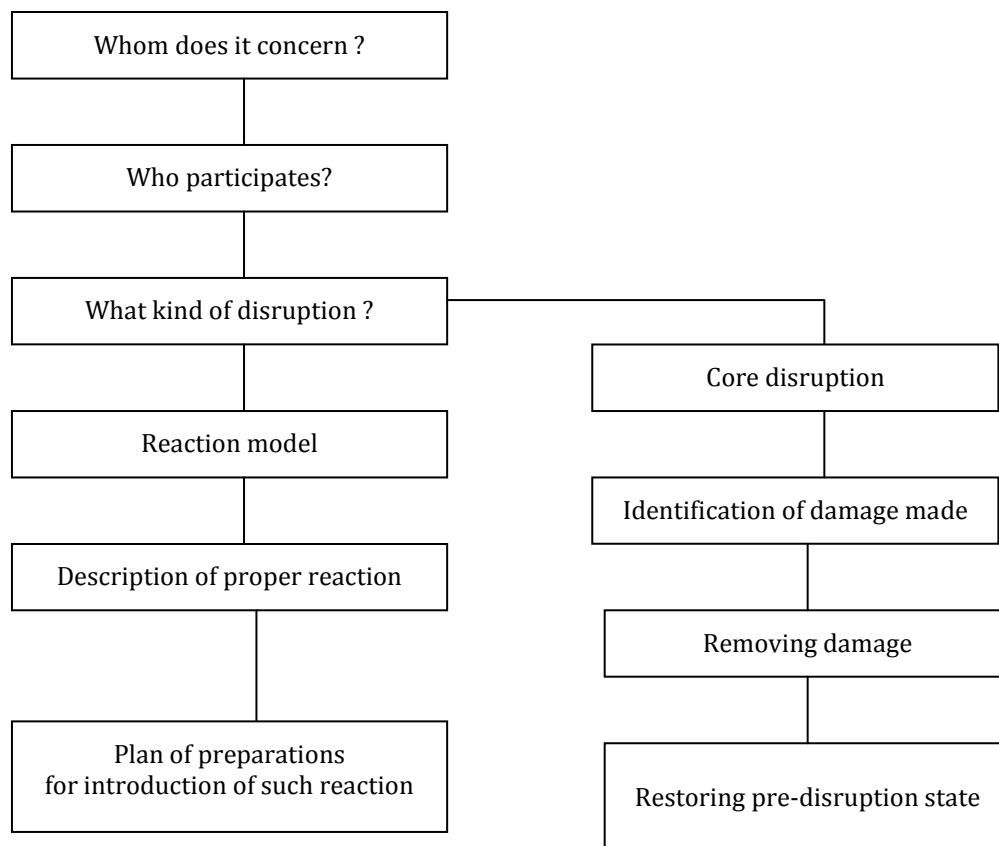 Whom does it concern ?
Who participates?
What kind of disruption ?
Reaction model
Description of proper reaction
Plan of preparations
for introduction of such reaction
Core disruption
Identification of damage made
Removing damage
Restoring pre-disruption state